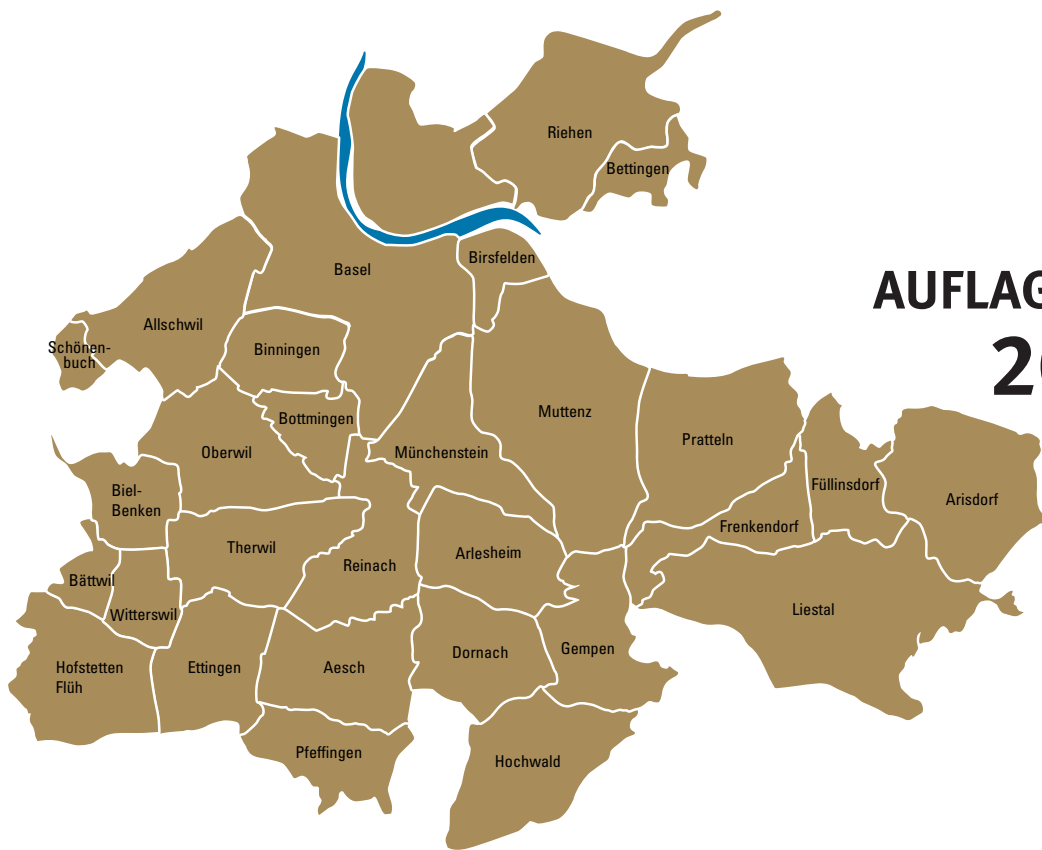 Riehen
Bettingen
Birsfelden
Basel
AUFLAG
Allschwil
Schönen-
buch
Binningen
20
Muttenz
Bottmingen
Pratteln
Oberwil
Münchenstein
Füllinsdorf
Arisdorf
Biel-
Benken
Frenkendorf
Therwil
Arlesheim
Reinach
Bättwil
Witterswil
Liestal
Hofstetten
Flüh
Ettingen
Aesch
Dornach
Gempen
Pfeffingen
Hochwald